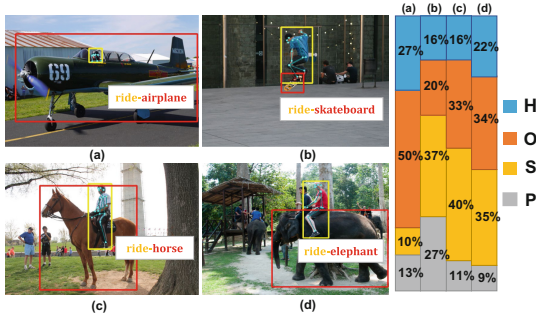 (a) (b) (c) (d)
69
ride-airplane
ride-skateboard
(a)
(b)
ride-horse
ride-elephant
(c)
(d)
27% 16% 16% 22%
50% 20% 33% 34%
10% 37% 40% 35%
13% 27% 11% 9%
H
O
S
P